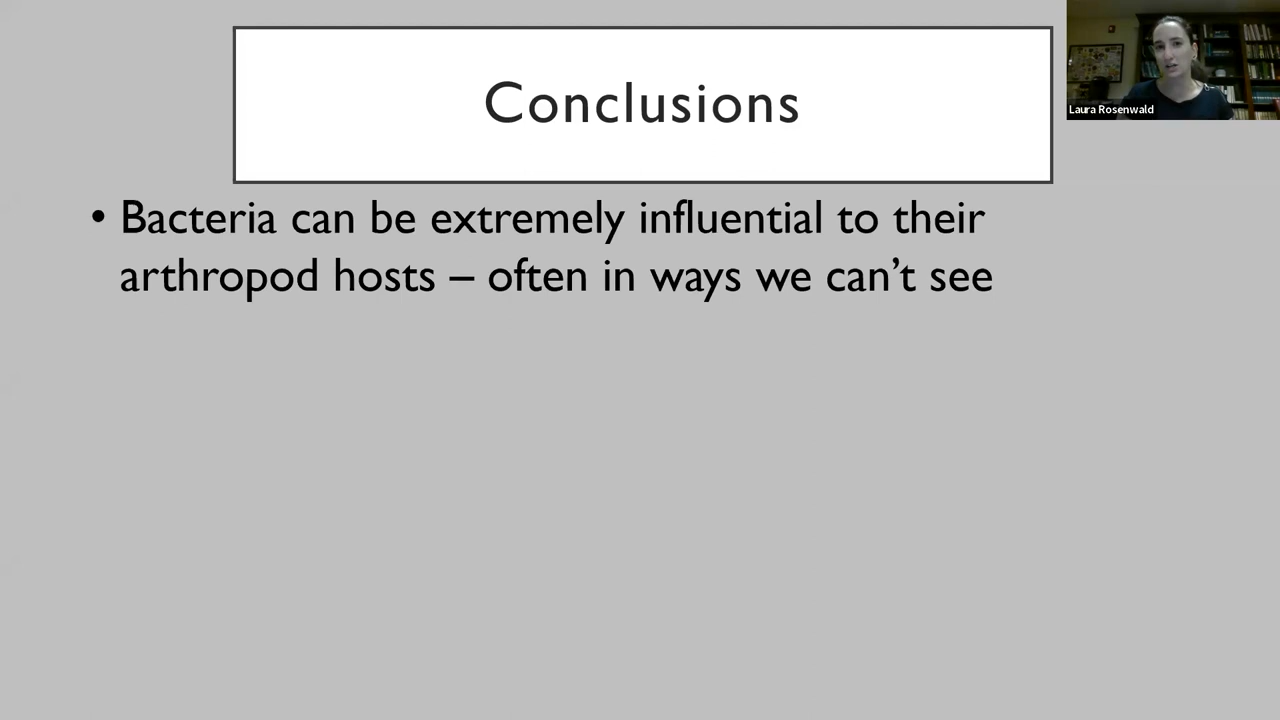 Conclusions
Laura Rosenwald
• Bacteria can be extremely influential to their
arthropod hosts – often in ways we can’t see